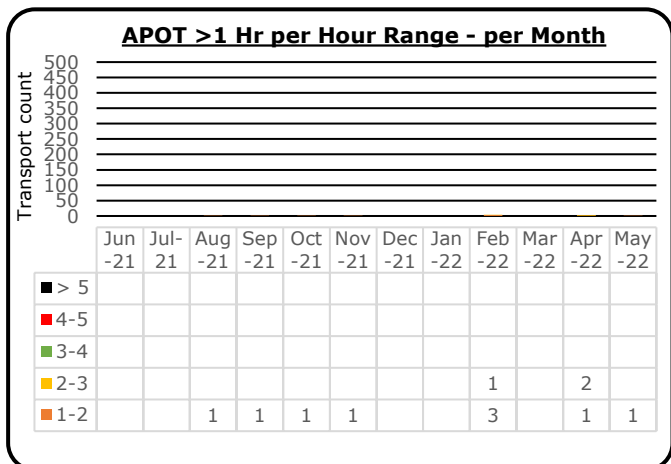 APOT >1 Hr per Hour Range - per Month
Transport count
500
450
400
350
300
250
200
150
100
50
0
Jun Jul- Aug Sep Oct Nov Dec Jan Feb Mar Apr May
-21 21 -21 -21 -21 -21 -21 -22 -22 -22 -22 -22
> 5
4-5
3-4
2-3 1 2
1-2 1 1 1 1 3 1 1